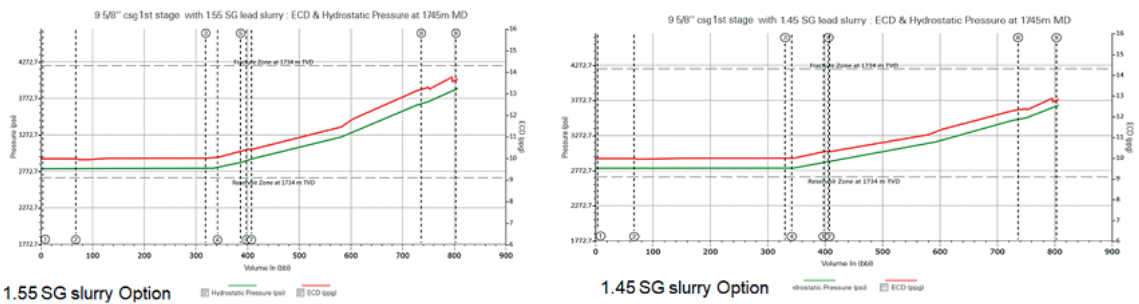 9 5/8'' csg1st stage with 1.55 SG lead slurry : ECD & Hydrostatic Pressure at 1745m MD
4272.7
3772.7
3272.7
2772.7
2272.7
1772.7
Pressure (psi)
16
15
14
13
12
11
10
9
8
7
6
ECD (ppg)
Fracture Zone at 1734 m TVD
Reservoir Zone at 1734 m TVD
0 100 200 300 400 500 600 700 800 900
Volume In (bbl)
Hydrostatic Pressure (psi) ECD (ppg)
1.55 SG slurry Option
9 5/8'' csg 1st stage with 1.45 SG lead slurry : ECD & Hydrostatic Pressure at 1745m MD
4272.7
3772.7
3272.7
2772.7
2272.7
1772.7
Pressure (psi)
16
15
14
13
12
11
10
9
8
7
6
ECD (ppg)
Fracture Zone at 1734 m TVD
Reservoir Zone at 1734 m TVD
0 100 200 300 400 500 600 700 800 900
Volume In (bbl)
drostatic Pressure (psi) ECD (ppg)
1.45 SG slurry Option